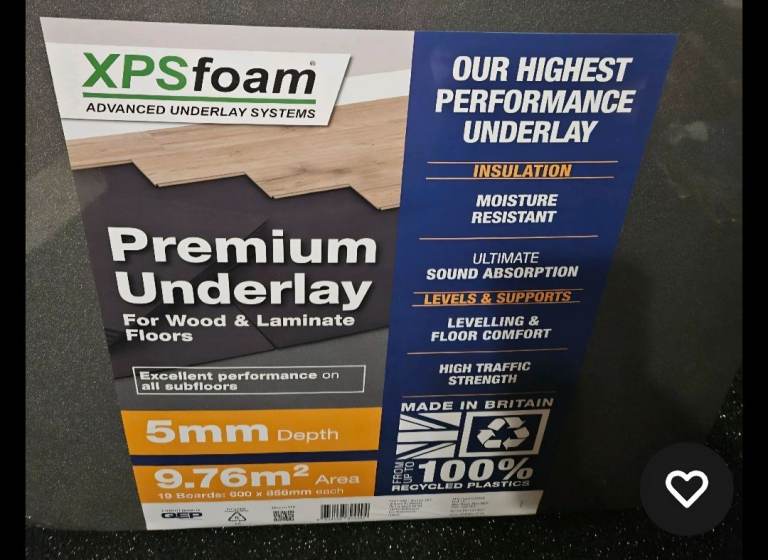 XPSfoam®
ADVANCED UNDERLAY SYSTEMS
Premium
Underlay
For Wood & Laminate
Floors
Excellent performance on
all subfloors
5mm Depth
9.76m² Area
19 Boards: 600 x 856mm each
OUR HIGHEST
PERFORMANCE
UNDERLAY
INSULATION
MOISTURE
RESISTANT
ULTIMATE
SOUND ABSORPTION
LEVELS & SUPPORTS
LEVELLING &
FLOOR COMFORT
HIGH TRAFFIC
STRENGTH
MADE IN BRITAIN
FROM
UP TO
100%
RECYCLED PLASTICS